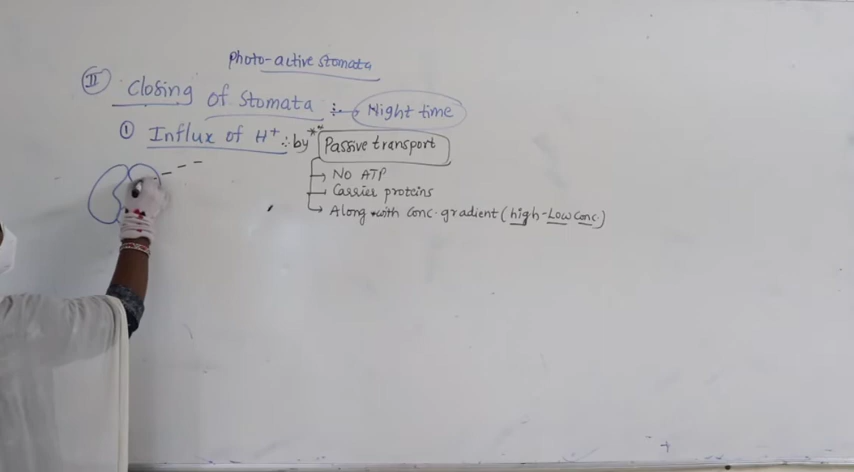 Photo-active stomata
II Closing of Stomata :→ Night time
① Influx of H⁺ ∴ by ** Passive transport
→ NO ATP
→ Carrier proteins
→ Along with Conc. gradient (high-Low Conc.)